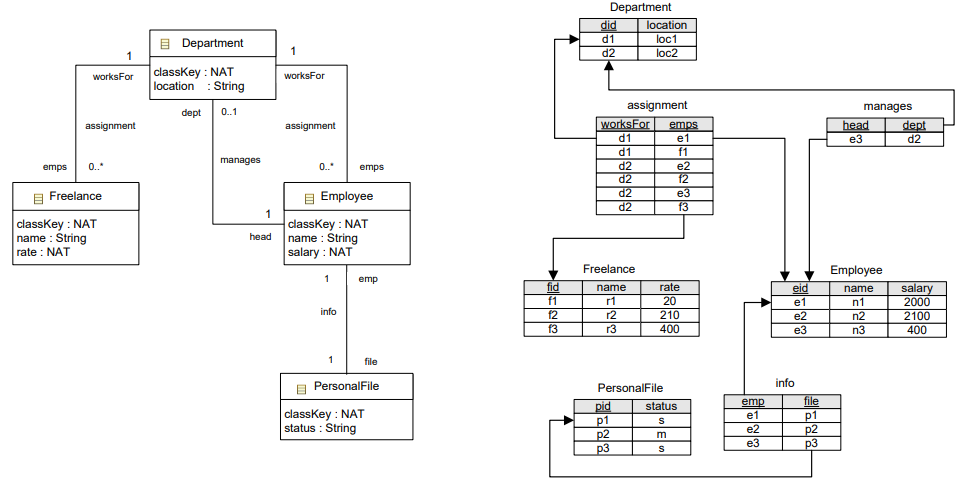 Department
classKey : NAT
location : String
1
worksFor
1
worksFor
assignment
assignment
dept
0..1
manages
emps
0..*
0..*
emps
Freelance
classKey : NAT
name : String
rate : NAT
1
head
Employee
classKey : NAT
name : String
salary : NAT
1
emp
info
1
file
PersonalFile
classKey : NAT
status : String
Department
did location
d1 loc1
d2 loc2
assignment
worksFor emps
d1 e1
d1 f1
d2 e2
d2 f2
d2 e3
d2 f3
manages
head dept
e3 d2
Freelance
fid name rate
f1 r1 20
f2 r2 210
f3 r3 400
Employee
eid name salary
e1 n1 2000
e2 n2 2100
e3 n3 400
PersonalFile
pid status
p1 s
p2 m
p3 s
info
emp file
e1 p1
e2 p2
e3 p3